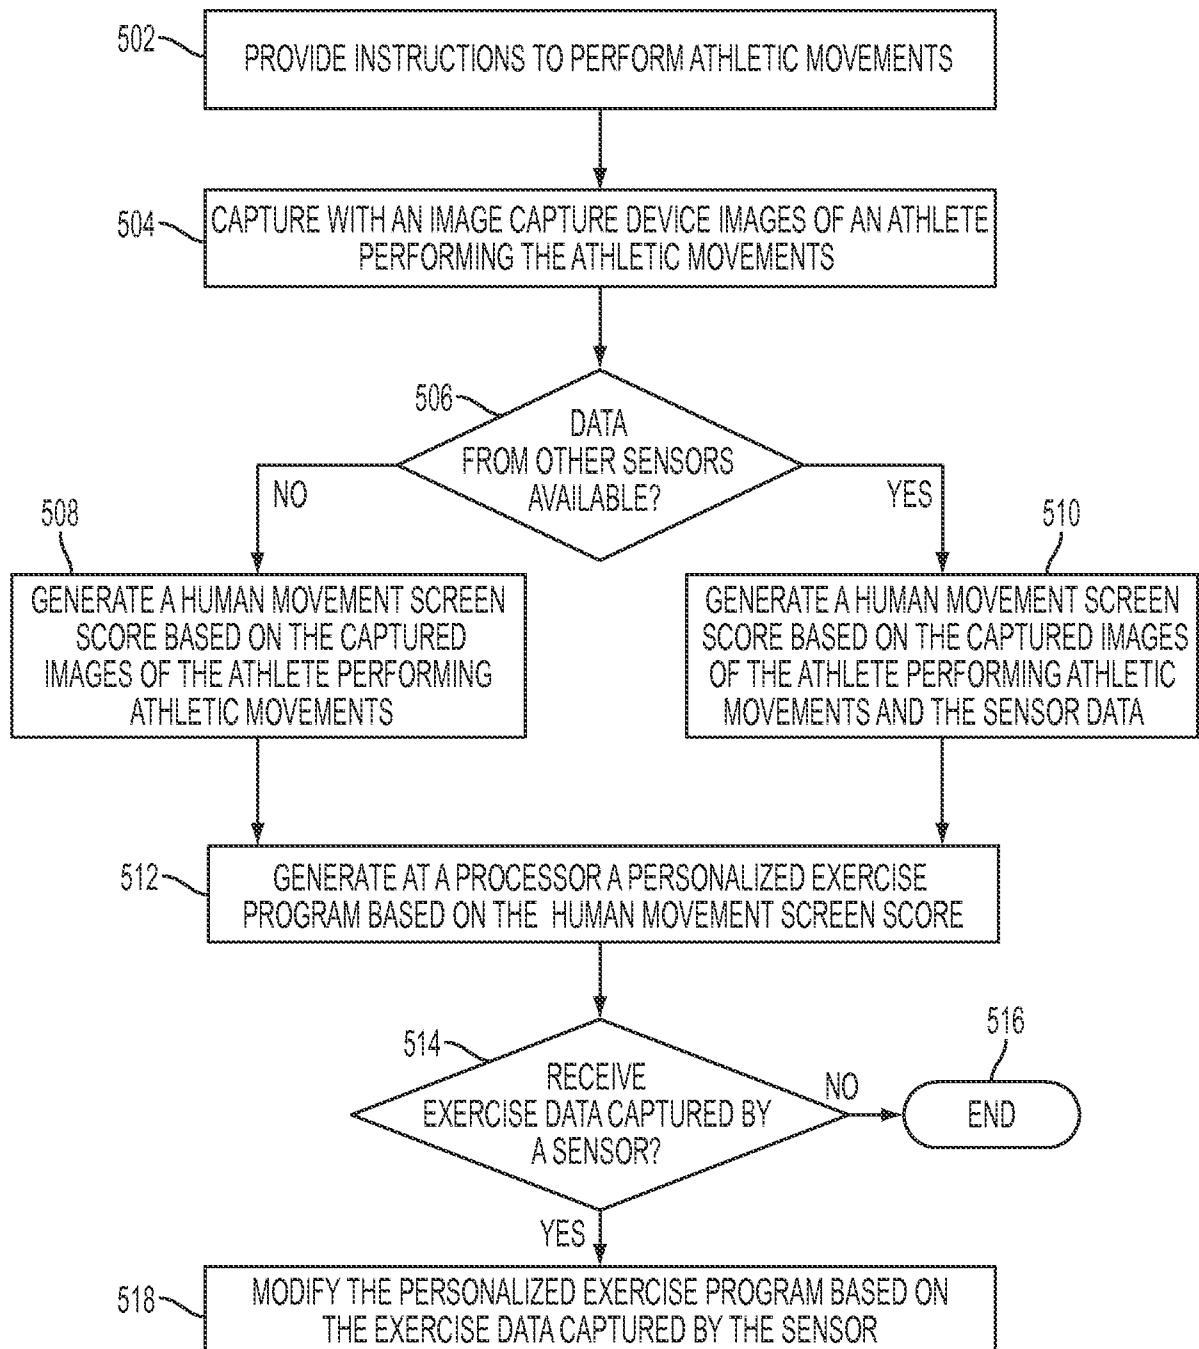 502
PROVIDE INSTRUCTIONS TO PERFORM ATHLETIC MOVEMENTS
504
CAPTURE WITH AN IMAGE CAPTURE DEVICE IMAGES OF AN ATHLETE
PERFORMING THE ATHLETIC MOVEMENTS
506
DATA
FROM OTHER SENSORS
AVAILABLE?
NO
YES
508
GENERATE A HUMAN MOVEMENT SCREEN
SCORE BASED ON THE CAPTURED
IMAGES OF THE ATHLETE PERFORMING
ATHLETIC MOVEMENTS
510
GENERATE A HUMAN MOVEMENT SCREEN
SCORE BASED ON THE CAPTURED IMAGES
OF THE ATHLETE PERFORMING ATHLETIC
MOVEMENTS AND THE SENSOR DATA
512
GENERATE AT A PROCESSOR A PERSONALIZED EXERCISE
PROGRAM BASED ON THE HUMAN MOVEMENT SCREEN SCORE
514
RECEIVE
EXERCISE DATA CAPTURED BY
A SENSOR?
NO
516
END
YES
518
MODIFY THE PERSONALIZED EXERCISE PROGRAM BASED ON
THE EXERCISE DATA CAPTURED BY THE SENSOR